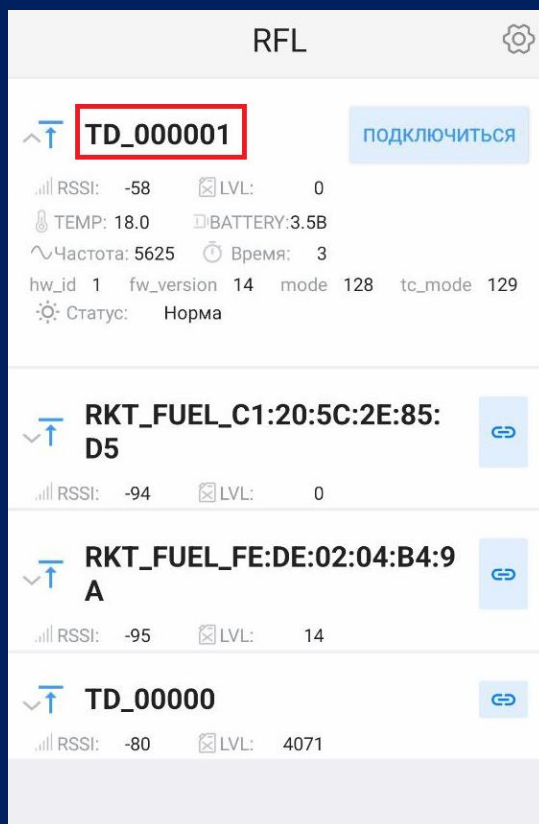 RFL
TD_000001 ПОДКЛЮЧИТЬСЯ
RSSI: -58 LVL: 0
TEMP: 18.0 BATTERY:3.5В
Частота: 5625 Время: 3
hw_id 1 fw_version 14 mode 128 tc_mode 129
Статус: Норма
RKT_FUEL_C1:20:5C:2E:85:
D5
RSSI: -94 LVL: 0
RKT_FUEL_FE:DE:02:04:B4:9
A
RSSI: -95 LVL: 14
TD_00000
RSSI: -80 LVL: 4071